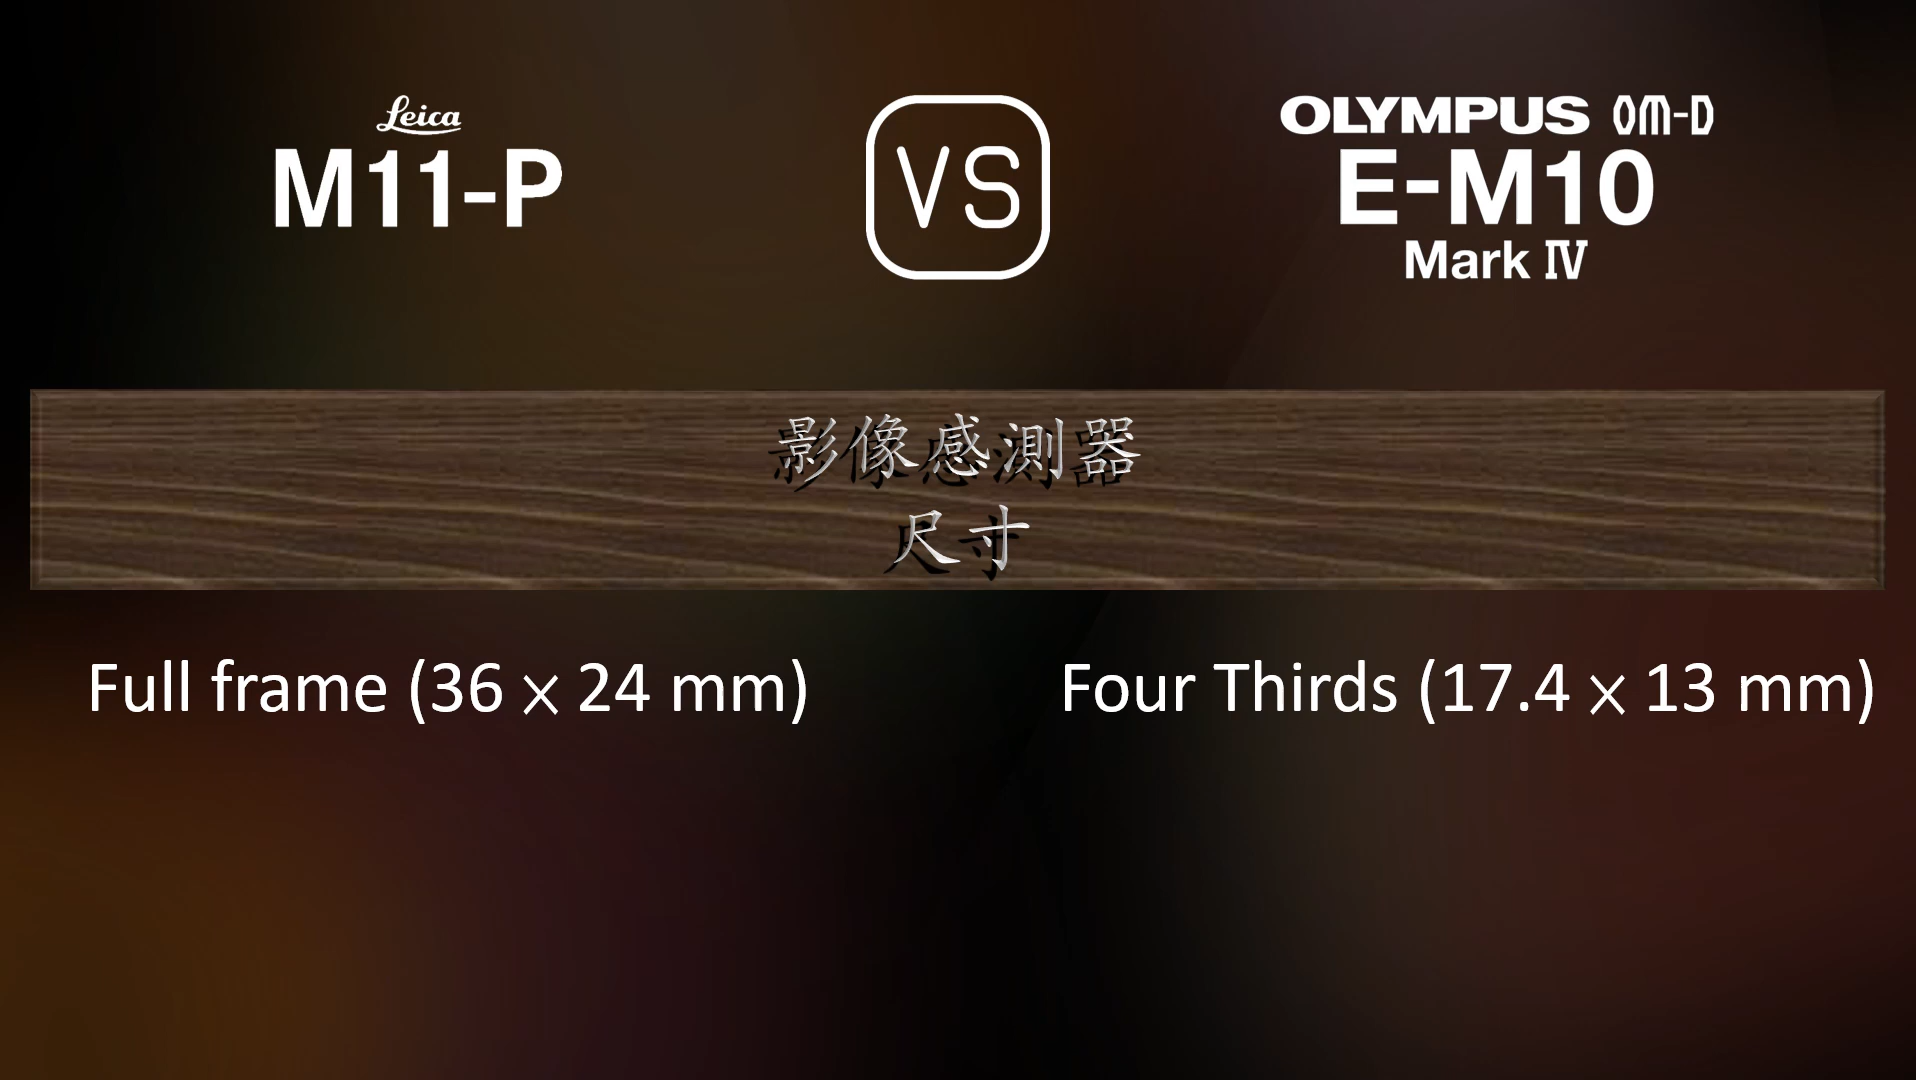 Leica
M11-P
VS
OLYMPUS OM-D
E-M10
Mark IV
影像感測器
尺寸
Full frame (36 x 24 mm)
Four Thirds (17.4 x 13 mm)